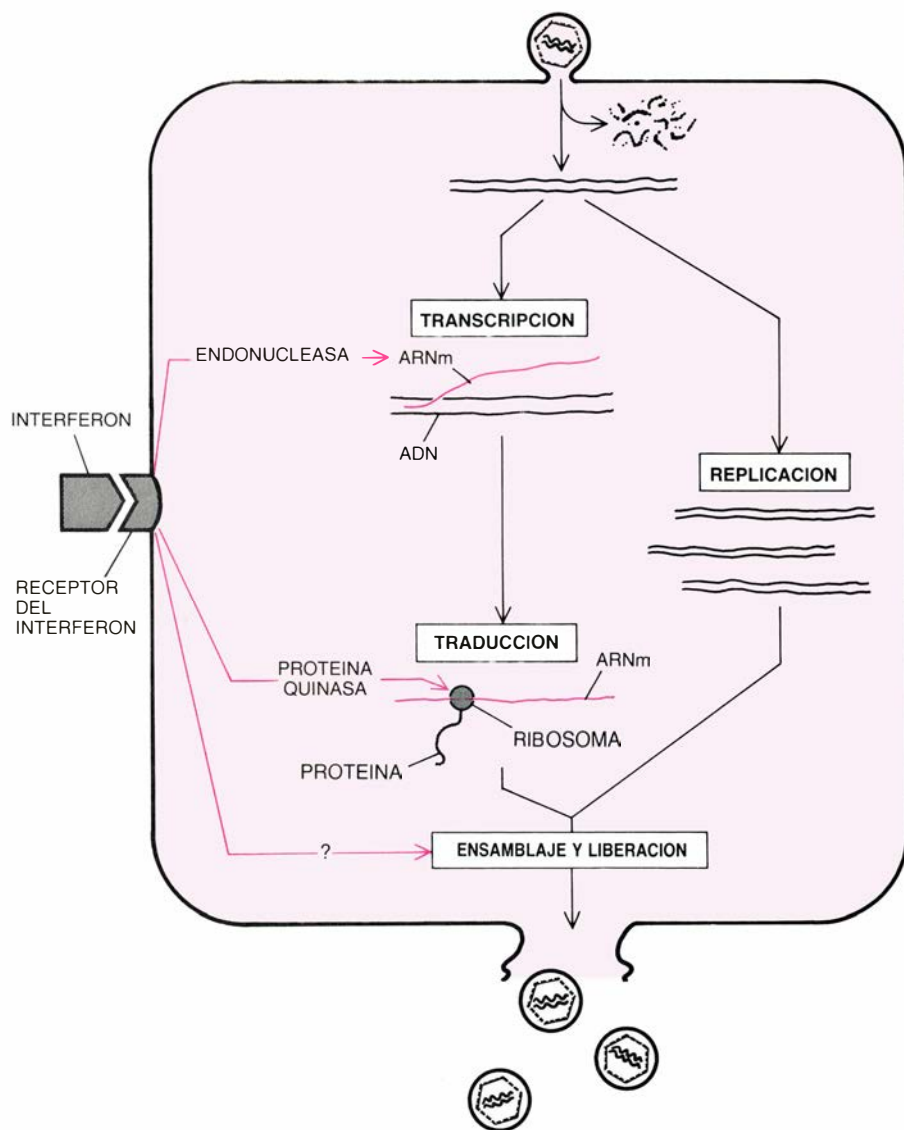 TRANSCRIPCION
ENDONUCLEASA
ARNm
ADN
INTERFERON
REPLICACION
RECEPTOR
DEL
INTERFERON
TRADUCCION
ARNm
PROTEINA
QUINASA
RIBOSOMA
PROTEINA
?
ENSAMBLAJE Y LIBERACION